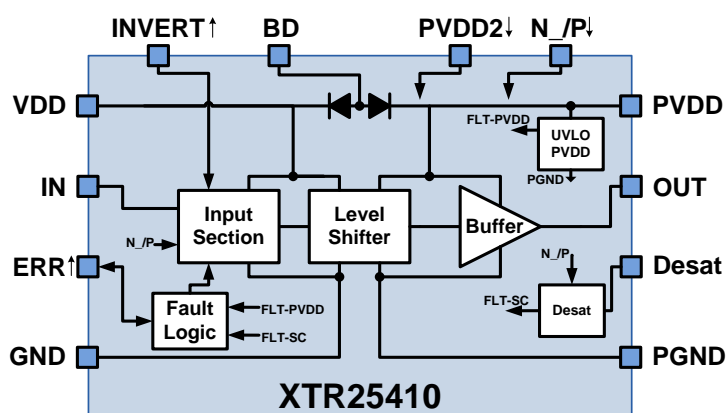 INVERT↑ BD PVDD2↓ N_/P↓
VDD
PVDD
FLT-PVDD
UVLO
PVDD
PGND
IN
OUT
Input
Section
Level
Shifter
Buffer
N_/P
N_/P
ERR↑
Desat
Fault
Logic
FLT-PVDD
FLT-SC
FLT-SC
Desat
GND
PGND
XTR25410